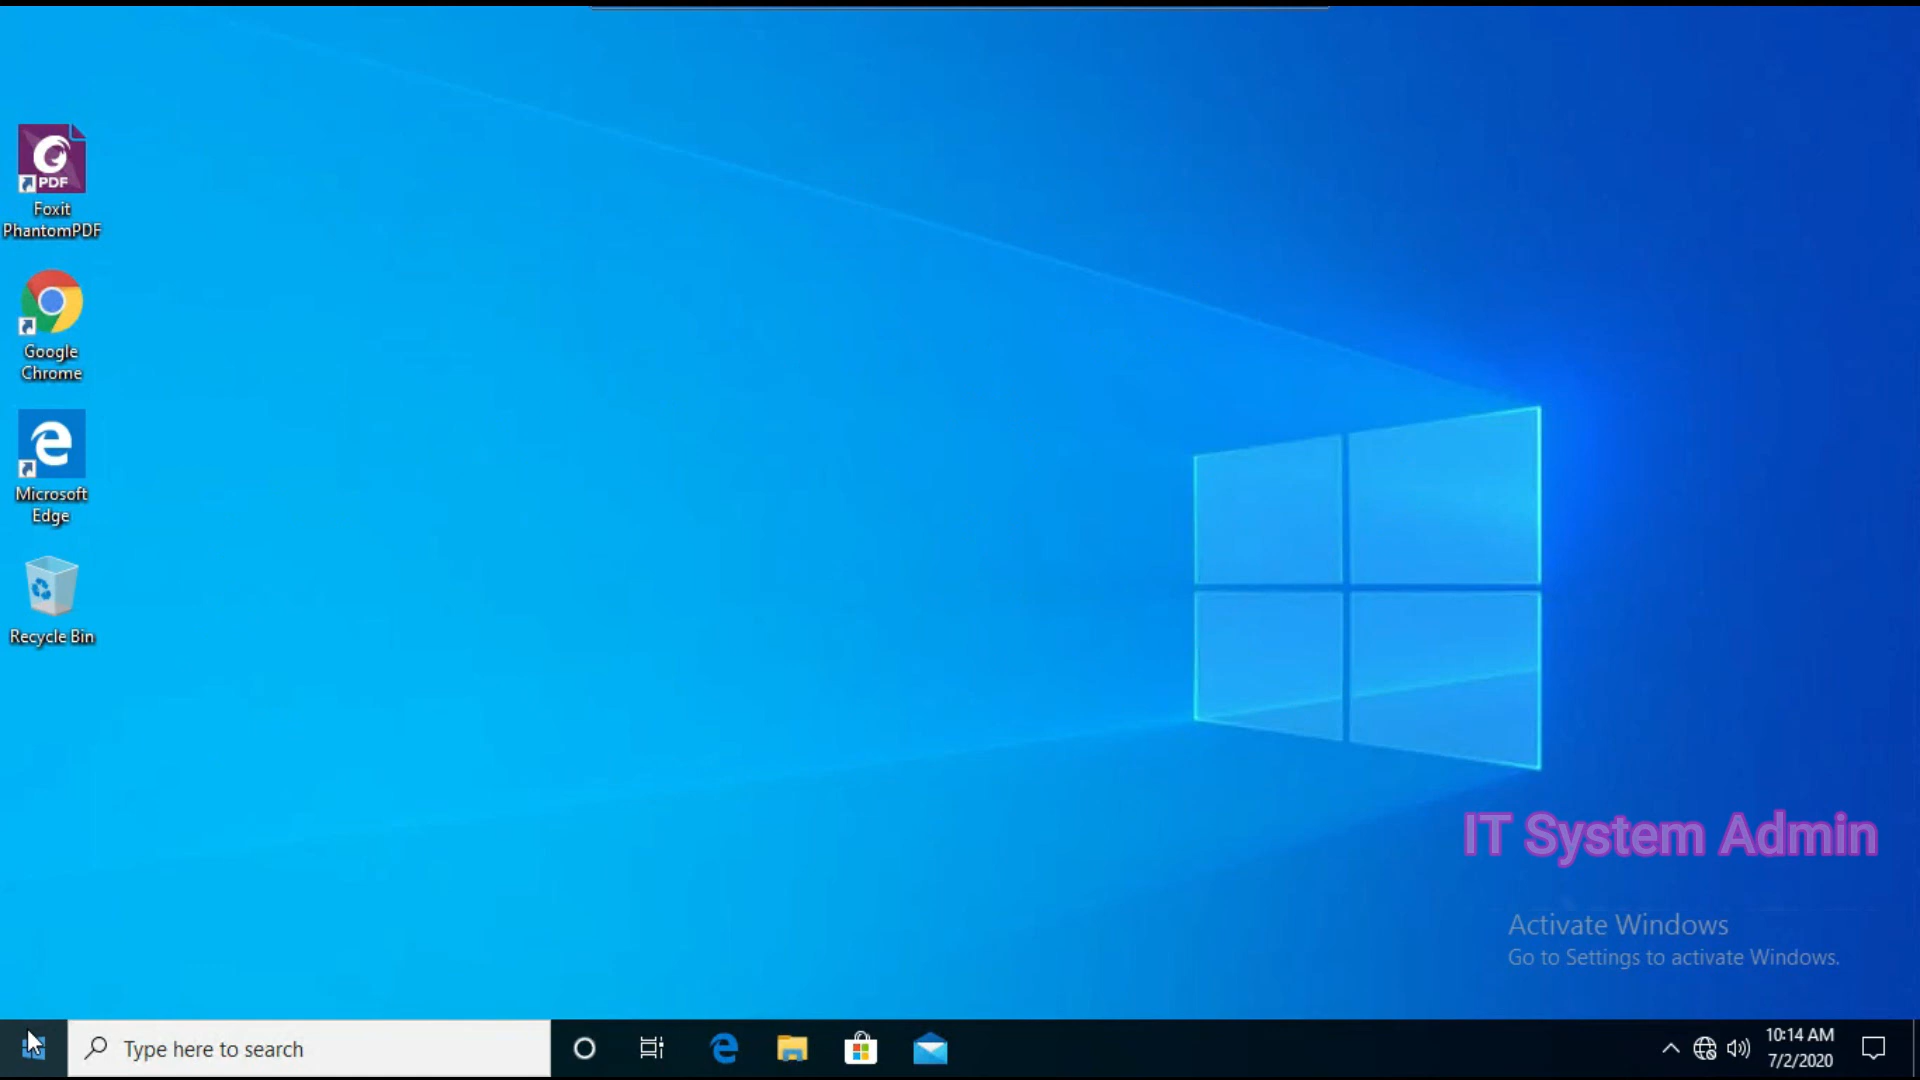 PDF
Foxit
PhantomPDF
Google
Chrome
Microsoft
Edge
Recycle Bin
IT System Admin
Activate Windows
Go to Settings to activate Windows.
Type here to search
10:14 AM
7/2/2020